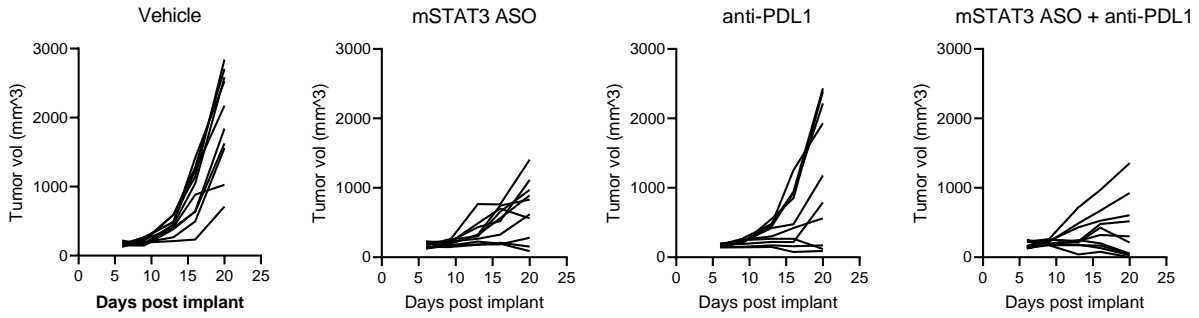 Vehicle
mSTAT3 ASO
anti-PDL1
mSTAT3 ASO + anti-PDL1
Tumor vol (mm^3)
3000
2000
1000
0
0 5 10 15 20 25
Days post implant
Tumor vol (mm^3)
3000
2000
1000
0
0 5 10 15 20 25
Days post implant
Tumor vol (mm^3)
3000
2000
1000
0
0 5 10 15 20 25
Days post implant
Tumor vol (mm^3)
3000
2000
1000
0
0 5 10 15 20 25
Days post implant